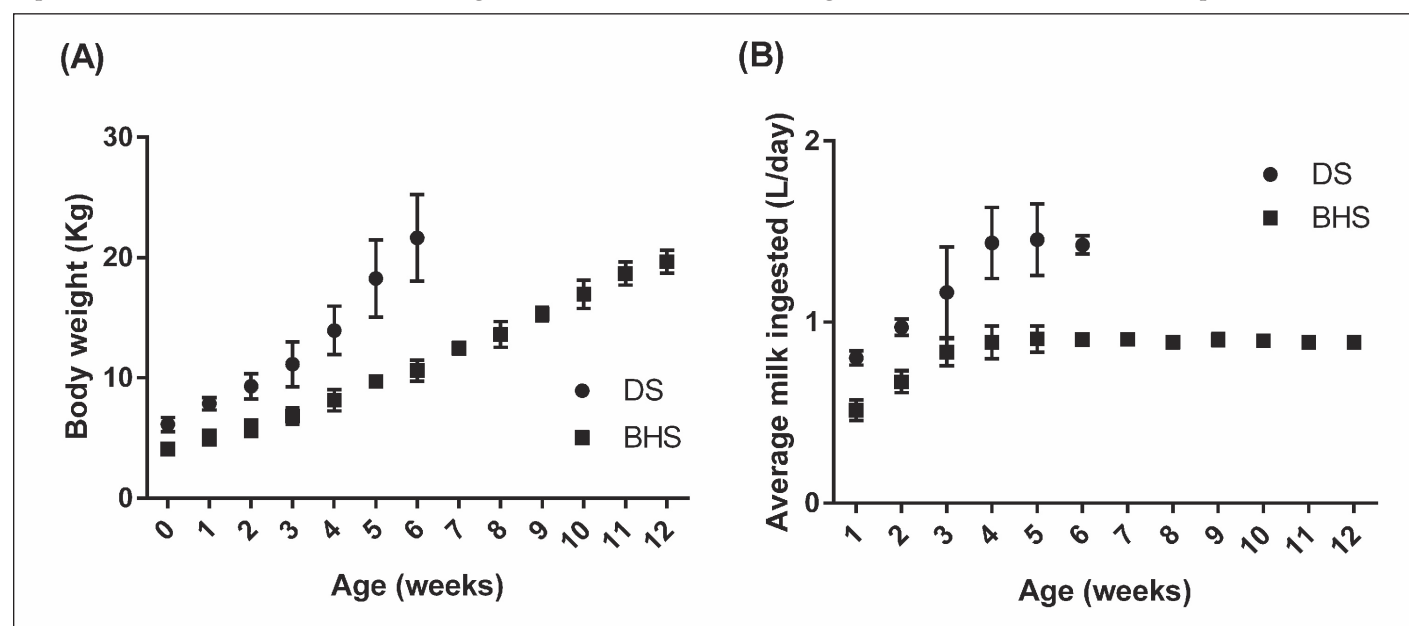 (A)
Body weight (Kg)
30
20
10
0
DS
BHS
0 1 2 3 4 5 6 7 8 9 10 11 12
Age (weeks)
(B)
Average milk ingested (L/day)
2
1
0
DS
BHS
1 2 3 4 5 6 7 8 9 10 11 12
Age (weeks)